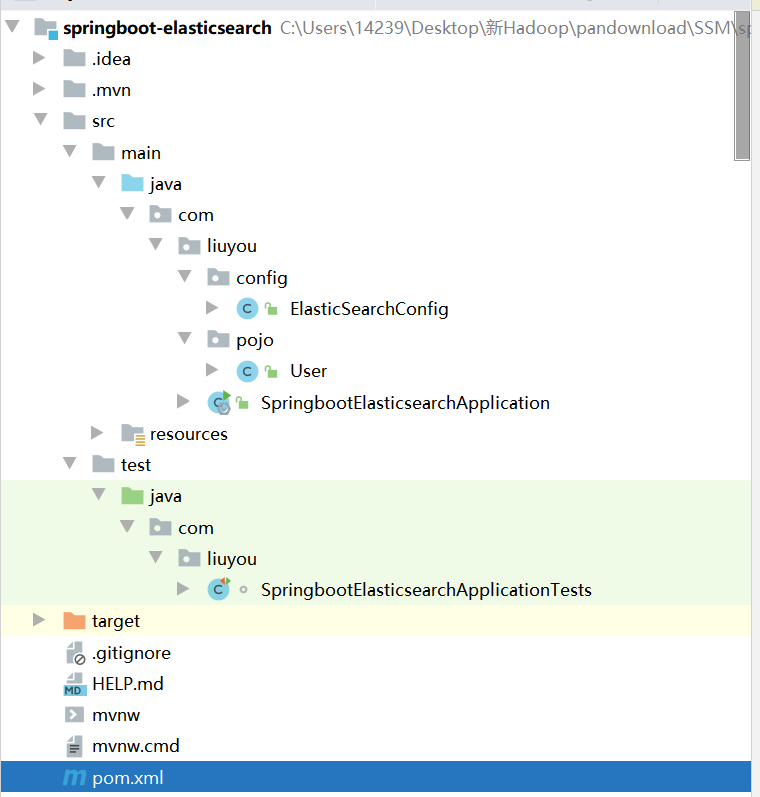 springboot-elasticsearch C:\Users\14239\Desktop\新Hadoop\pandownload\SSM\sp
.idea
.mvn
src
main
java
com
liuyou
config
C ElasticSearchConfig
pojo
C User
C SpringbootElasticsearchApplication
resources
test
java
com
liuyou
C SpringbootElasticsearchApplicationTests
target
.gitignore
MD HELP.md
mvnw
mvnw.cmd
m pom.xml